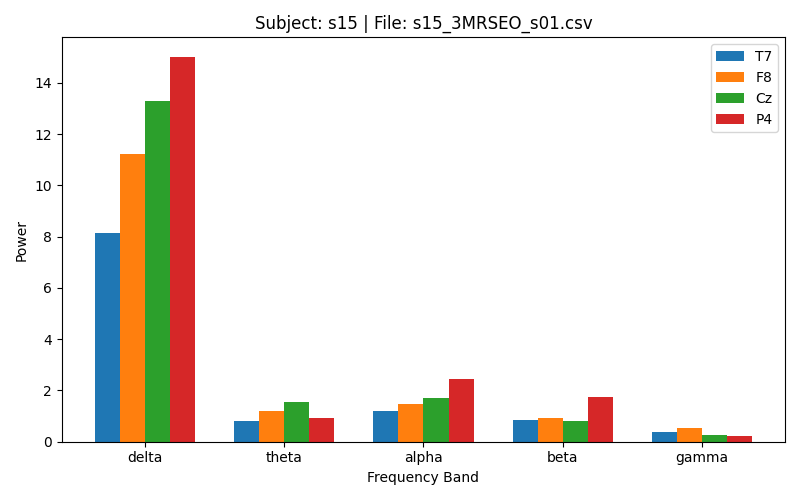 Subject: s15 | File: s15_3MRSEO_s01.csv
T7
F8
Cz
P4
Power
14
12
10
8
6
4
2
0
delta
theta
alpha
beta
gamma
Frequency Band